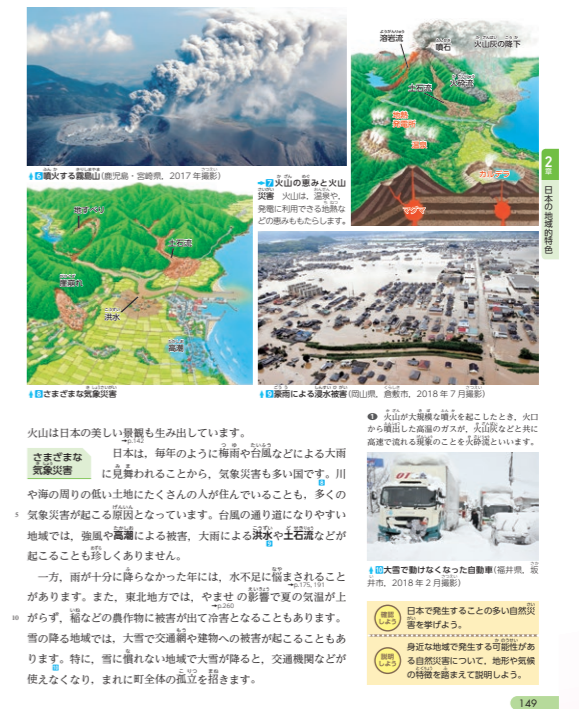 溶岩流
噴石
火山灰の降下
土石流
火砕流
地熱
発電所
温泉
カルデラ
マグマ
6噴火する霧島山(鹿児島・宮崎県，2017年撮影)
7火山の恵みと火山
災害　火山は，温泉や，
発電に利用できる地熱な
どの恵みももたらします。
2章
日本の地域的特色
地すべり
土石流
崖崩れ
洪水
高潮
8さまざまな気象災害
9豪雨による浸水被害(岡山県，倉敷市，2018年7月撮影)
火山は日本の美しい景観も生み出しています。
→p.142
さまざまな
気象災害
日本は，毎年のように梅雨や台風などによる大雨
に見舞われることから，気象災害も多い国です。川
8
や海の周りの低い土地にたくさんの人が住んでいることも，多くの
5 気象災害が起こる原因となっています。台風の通り道になりやすい
地域では，強風や高潮による被害，大雨による洪水や土石流などが
9
起こることも珍しくありません。
一方，雨が十分に降らなかった年には，水不足に悩まされること
→p.175, 191
があります。また，東北地方では，やませの影響で夏の気温が上
→p.260
10 がらず，稲などの農作物に被害が出て冷害となることもあります。
雪の降る地域では，大雪で交通網や建物への被害が起こることもあ
ります。特に，雪に慣れない地域で大雪が降ると，交通機関などが
10
使えなくなり，まれに町全体の孤立を招きます。
❶ 火山が大規模な噴火を起こしたとき，火口
から噴出した高温のガスが，火山灰などと共に
高速で流れる現象のことを火砕流といいます。
10大雪で動けなくなった自動車(福井県，坂
井市，2018年2月撮影)
確認
しよう
日本で発生することの多い自然災
害を挙げよう。
説明
しよう
身近な地域で発生する可能性があ
る自然災害について，地形や気候
の特徴を踏まえて説明しよう。
149